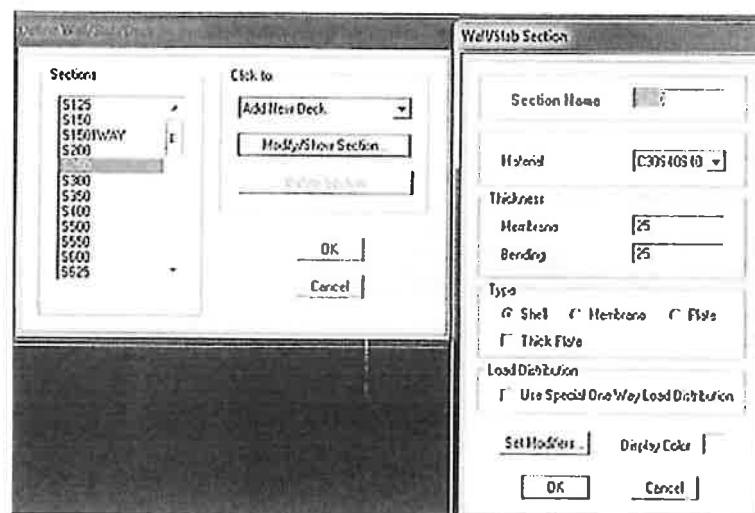 Sections
S125
S150
S1501WAY
S200
S300
S350
S400
S500
S550
S600
S625
Click to:
Add New Deck
Modify/Show Section...
OK
Cancel
Wall/Slab Section
Section Name
Material
C30S40S40
Thickness
Membrane
25
Bending
25
Type
Shell
Membrane
Plate
Thick Plate
Load Distribution
Use Special One Way Load Distribution
Set Modifiers...
Display Color
OK
Cancel